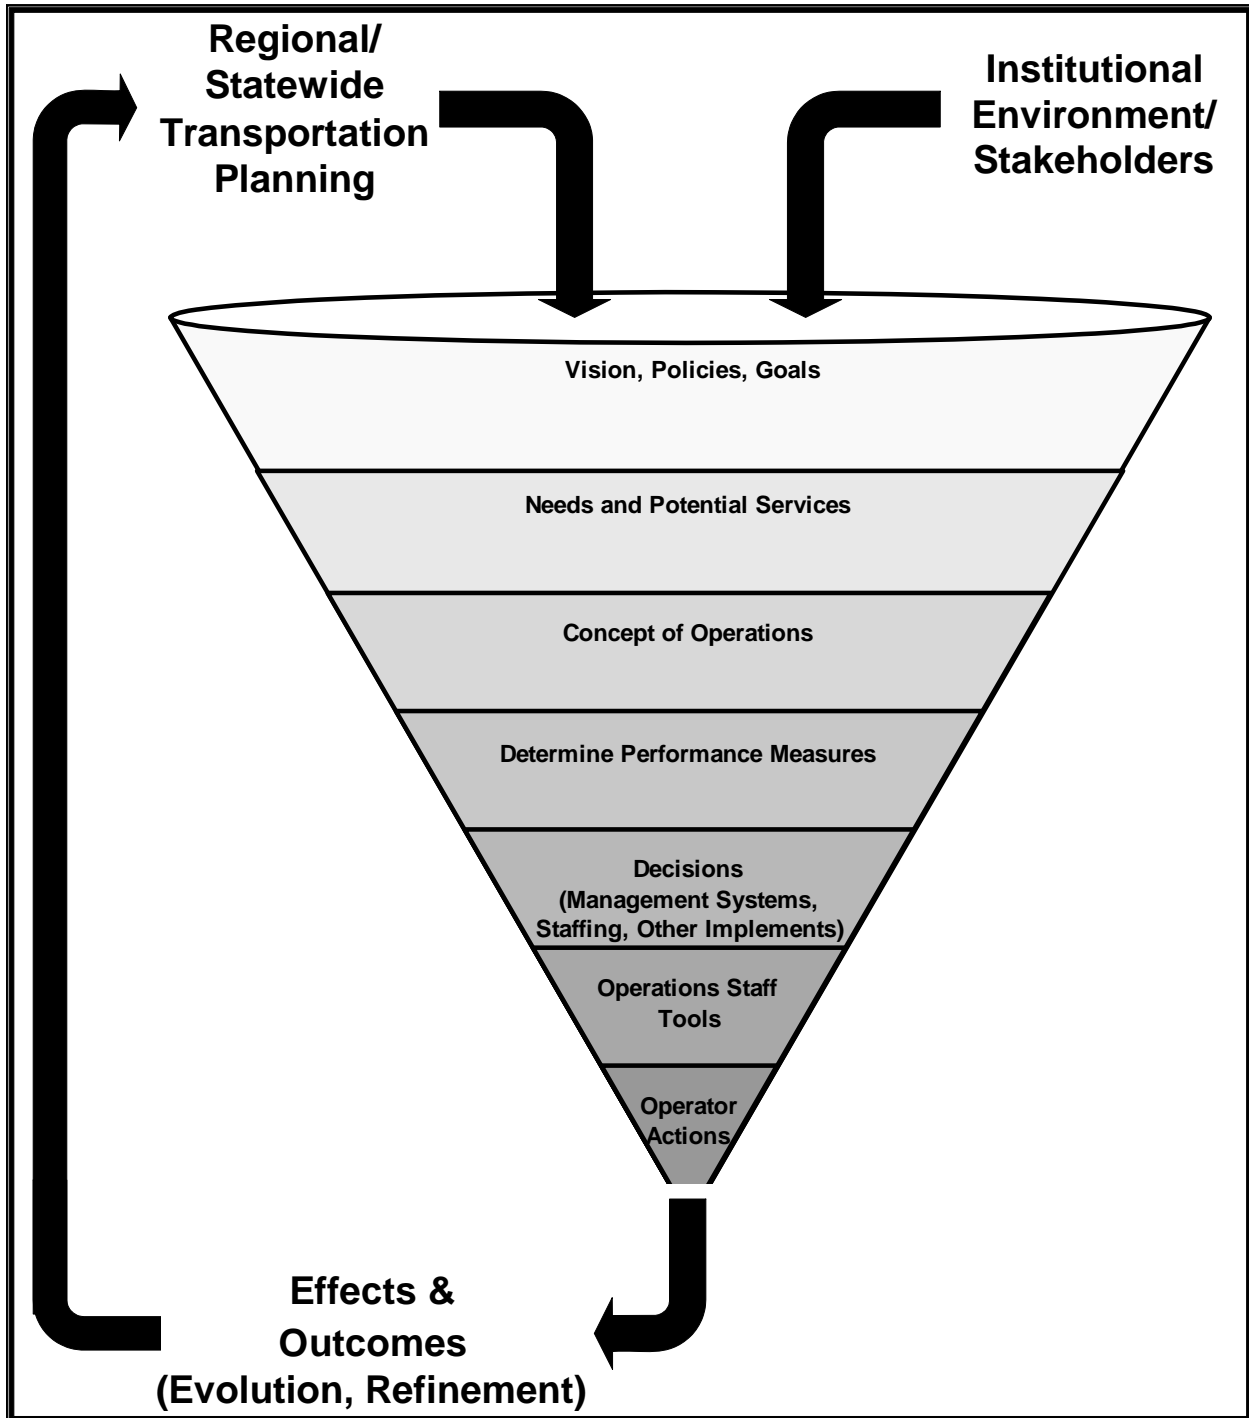 Regional/
Statewide
Transportation
Planning
Institutional
Environment/
Stakeholders
Vision, Policies, Goals
Needs and Potential Services
Concept of Operations
Determine Performance Measures
Decisions
(Management Systems,
Staffing, Other Implements)
Operations Staff
Tools
Operator
Actions
Effects &
Outcomes
(Evolution, Refinement)